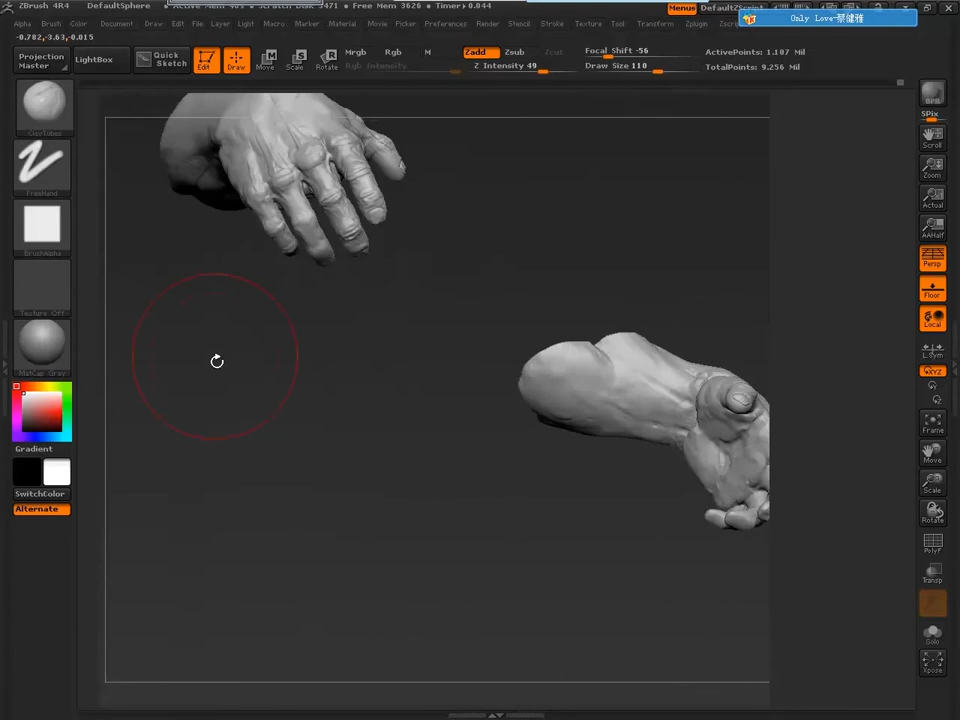 ZBrush 4R4 DefaultSphere • Free Mem 3626 • Timer▸0.044
Menus DefaultZScript
Only Love-蔡健雅
Alpha Brush Color Document Draw Edit File Layer Light Macro Marker Material Movie Picker Preferences Render Stencil Stroke Texture Tool Transform Zplugin
-0.782,-3.63,-0.015
Projection Master
LightBox
Quick Sketch
Edit
Draw
Move
Scale
Rotate
Mrgb Rgb M
Rgb Intensity
Zadd Zsub Zcut
Z Intensity 49
Focal Shift -56
Draw Size 110
ActivePoints: 1.107 Mil
TotalPoints: 9.256 Mil
ClayTubes
FreeHand
BrushAlpha
Texture Off
MatCap Gray
Gradient
SwitchColor
Alternate
BPR
SPix
Scroll
Zoom
Actual
AAHalf
Persp
Floor
Local
L.Sym
XYZ
Frame
Move
Scale
Rotate
PolyF
Transp
Solo
Xpose